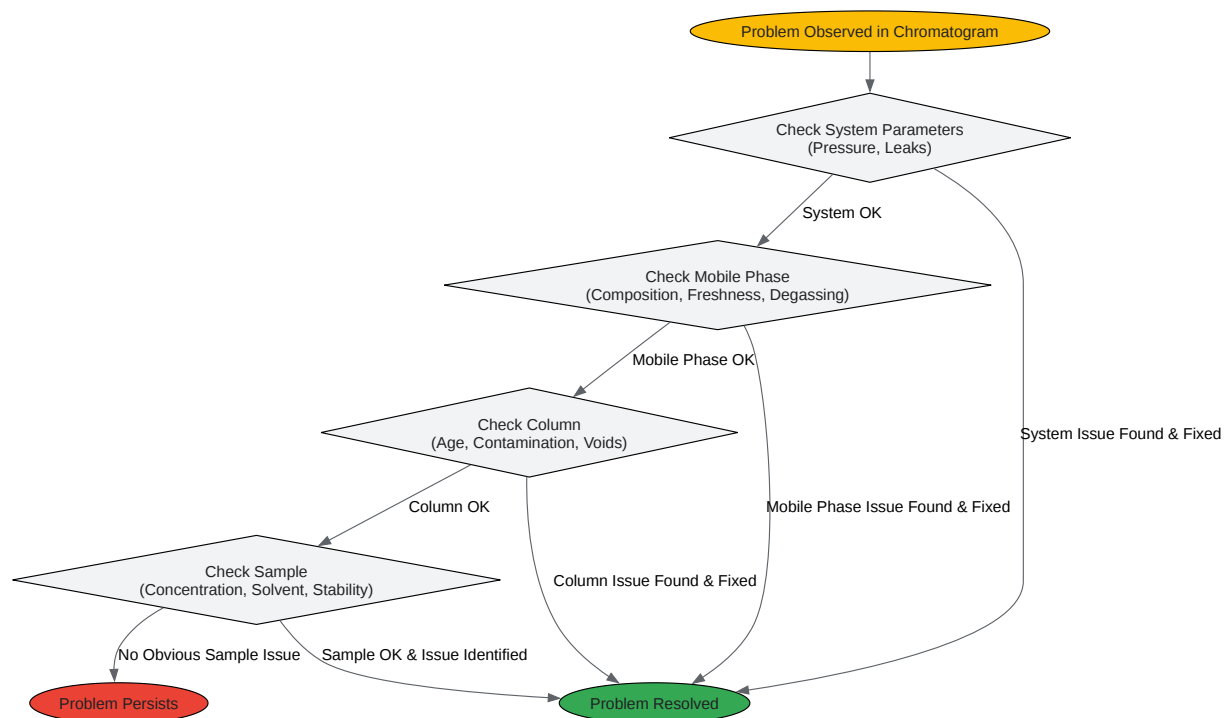 Problem Observed in Chromatogram
Check System Parameters
(Pressure, Leaks)
System OK
Check Mobile Phase
(Composition, Freshness, Degassing)
Mobile Phase OK
Check Column
(Age, Contamination, Voids)
System Issue Found & Fixed
Column OK
Mobile Phase Issue Found & Fixed
Check Sample
(Concentration, Solvent, Stability)
Column Issue Found & Fixed
No Obvious Sample Issue
Sample OK & Issue Identified
Problem Persists
Problem Resolved